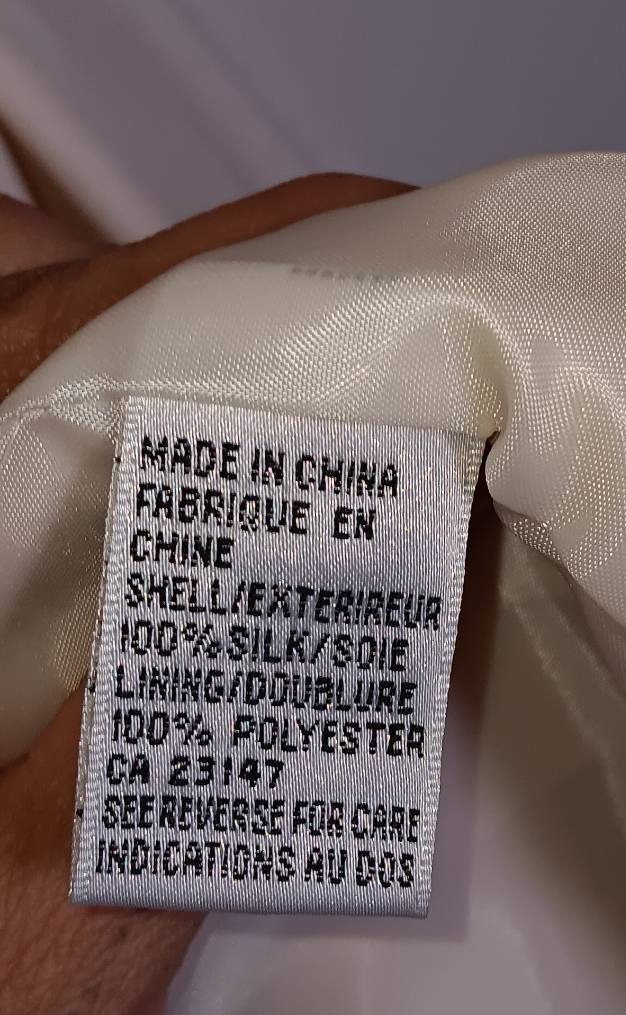 MADE IN CHINA
FABRIQUE EN
CHINE
SHELL/EXTERIREUR
100% SILK/SOIE
LINING/DOUBLURE
100% POLYESTER
CA 23147
SEE REVERSE FOR CARE
INDICATIONS AU DOS